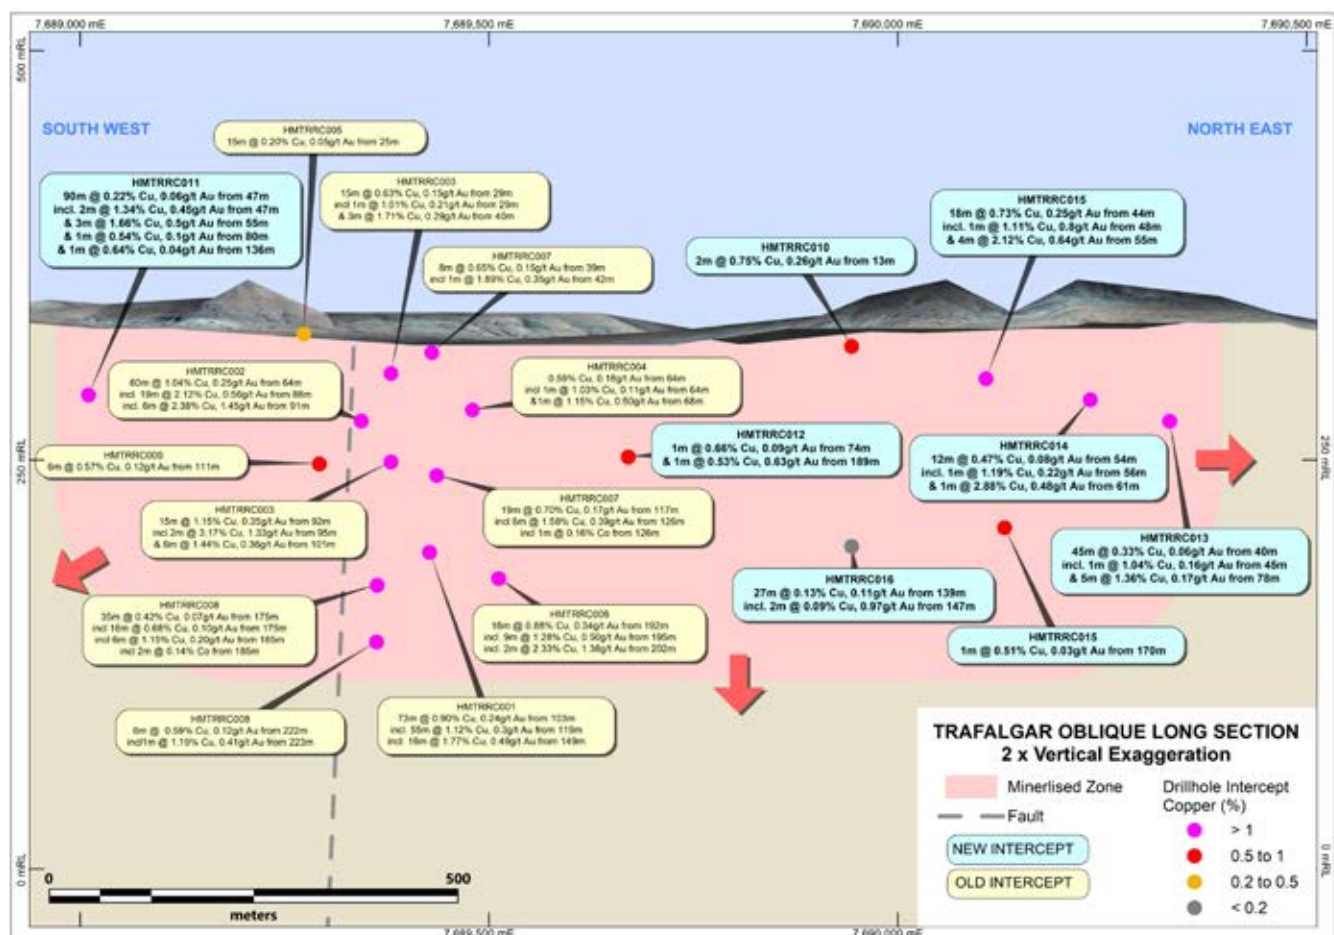 7,689,000 mE
7,689,500 mE
7,690,000 mE
7,690,500 mE
500 mRL
SOUTH WEST
NORTH EAST
HMTRRC005
15m @ 0.20% Cu, 0.05g/t Au from 25m
HMTRRC011
90m @ 0.22% Cu, 0.06g/t Au from 47m
incl. 2m @ 1.34% Cu, 0.45g/t Au from 47m
& 3m @ 1.66% Cu, 0.5g/t Au from 55m
& 1m @ 0.54% Cu, 0.1g/t Au from 80m
& 1m @ 0.64% Cu, 0.04g/t Au from 136m
HMTRRC003
15m @ 0.63% Cu, 0.15g/t Au from 29m
incl 1m @ 1.01% Cu, 0.21g/t Au from 29m
& 3m @ 1.71% Cu, 0.29g/t Au from 40m
HMTRRC007
8m @ 0.65% Cu, 0.15g/t Au from 39m
incl 1m @ 1.89% Cu, 0.35g/t Au from 42m
HMTRRC010
2m @ 0.75% Cu, 0.26g/t Au from 13m
HMTRRC015
18m @ 0.73% Cu, 0.25g/t Au from 44m
incl. 1m @ 1.11% Cu, 0.8g/t Au from 48m
& 4m @ 2.12% Cu, 0.64g/t Au from 55m
HMTRRC002
60m @ 1.04% Cu, 0.25g/t Au from 64m
incl. 19m @ 2.12% Cu, 0.56g/t Au from 88m
incl. 6m @ 2.38% Cu, 1.45g/t Au from 91m
HMTRRC004
0.59% Cu, 0.18g/t Au from 64m
incl 1m @ 1.03% Cu, 0.11g/t Au from 64m
&1m @ 1.15% Cu, 0.50g/t Au from 68m
HMTRRC009
6m @ 0.57% Cu, 0.12g/t Au from 111m
HMTRRC012
1m @ 0.66% Cu, 0.09g/t Au from 74m
& 1m @ 0.53% Cu, 0.63g/t Au from 189m
HMTRRC014
12m @ 0.47% Cu, 0.08g/t Au from 54m
incl. 1m @ 1.19% Cu, 0.22g/t Au from 56m
& 1m @ 2.88% Cu, 0.48g/t Au from 61m
250 mRL
250 mRL
HMTRRC003
15m @ 1.15% Cu, 0.35g/t Au from 92m
incl 2m @ 3.17% Cu, 1.33g/t Au from 95m
& 6m @ 1.44% Cu, 0.36g/t Au from 101m
HMTRRC007
19m @ 0.70% Cu, 0.17g/t Au from 117m
incl 6m @ 1.58% Cu, 0.39g/t Au from 126m
incl 1m @ 0.16% Co from 126m
HMTRRC013
45m @ 0.33% Cu, 0.06g/t Au from 40m
incl. 1m @ 1.04% Cu, 0.16g/t Au from 45m
& 5m @ 1.36% Cu, 0.17g/t Au from 78m
HMTRRC016
27m @ 0.13% Cu, 0.11g/t Au from 139m
incl. 2m @ 0.09% Cu, 0.97g/t Au from 147m
HMTRRC008
35m @ 0.42% Cu, 0.07g/t Au from 175m
incl 16m @ 0.68% Cu, 0.10g/t Au from 175m
incl 6m @ 1.15% Cu, 0.20g/t Au from 185m
incl 2m @ 0.14% Co from 186m
HMTRRC006
16m @ 0.88% Cu, 0.34g/t Au from 192m
incl. 9m @ 1.28% Cu, 0.50g/t Au from 195m
incl. 2m @ 2.33% Cu, 1.38g/t Au from 202m
HMTRRC015
1m @ 0.51% Cu, 0.03g/t Au from 170m
HMTRRC008
6m @ 0.59% Cu, 0.12g/t Au from 222m
incl1m @ 1.19% Cu, 0.41g/t Au from 223m
HMTRRC001
73m @ 0.90% Cu, 0.24g/t Au from 103m
incl. 55m @ 1.12% Cu, 0.3g/t Au from 119m
incl. 16m @ 1.77% Cu, 0.49g/t Au from 149m
TRAFALGAR OBLIQUE LONG SECTION
2 x Vertical Exaggeration
Minerlised Zone
Fault
NEW INTERCEPT
OLD INTERCEPT
Drillhole Intercept
Copper (%)
> 1
0.5 to 1
0.2 to 0.5
< 0.2
0 mRL
0 mRL
0
500
meters
7,689,500 mE
7,690,000 mE